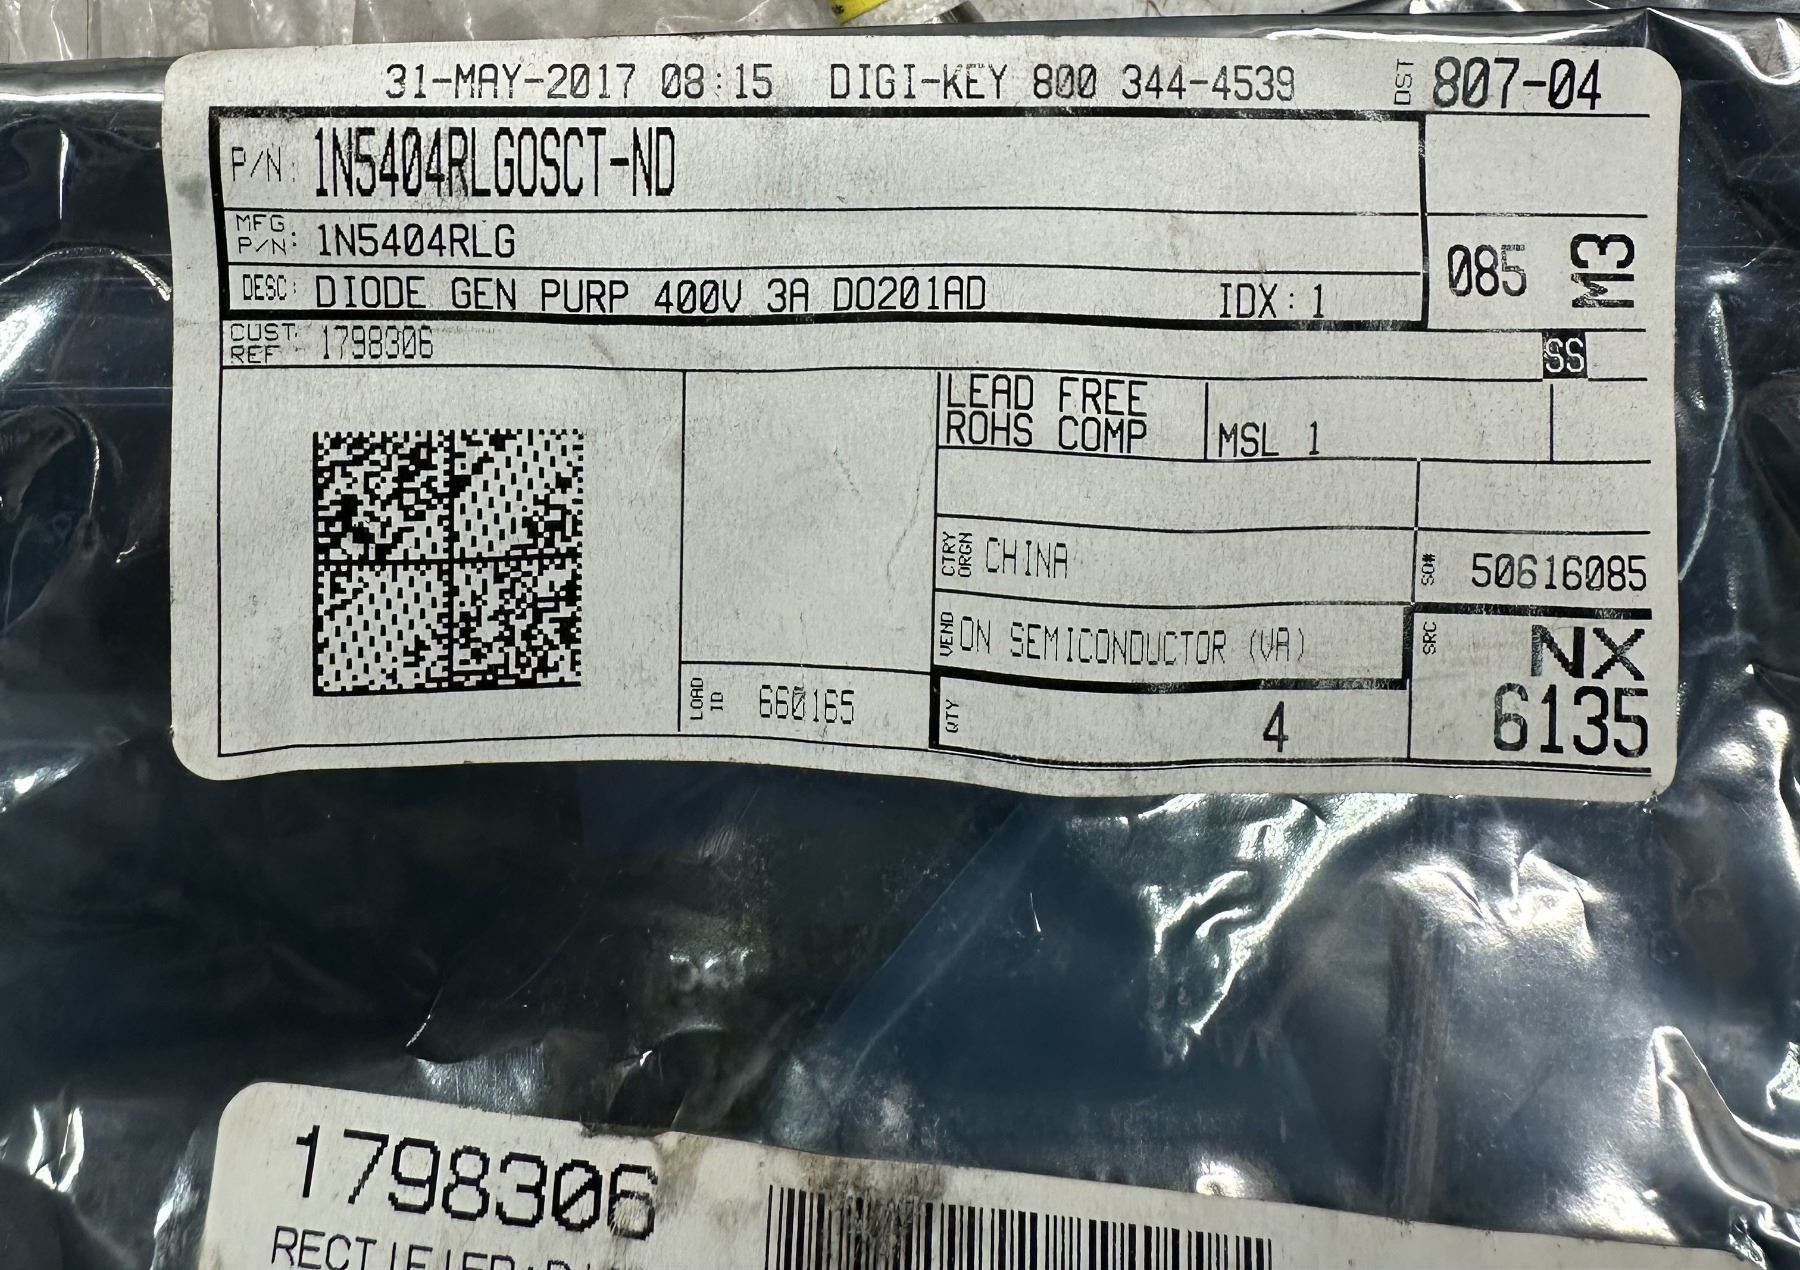 31-MAY-2017 08:15 DIGI-KEY 800 344-4539 DST 807-04
P/N: 1N5404RLGOSCT-ND
MFG P/N: 1N5404RLG
085 M3
DESC: DIODE GEN PURP 400V 3A DO201AD IDX: 1
CUST REF: 1798306
SS
LEAD FREE
ROHS COMP
MSL 1
CTRY ORGN CHINA
SO# 50616085
VEND ON SEMICONDUCTOR (VA)
SRC NX
6135
LOAD ID 660165
QTY 4
1798306